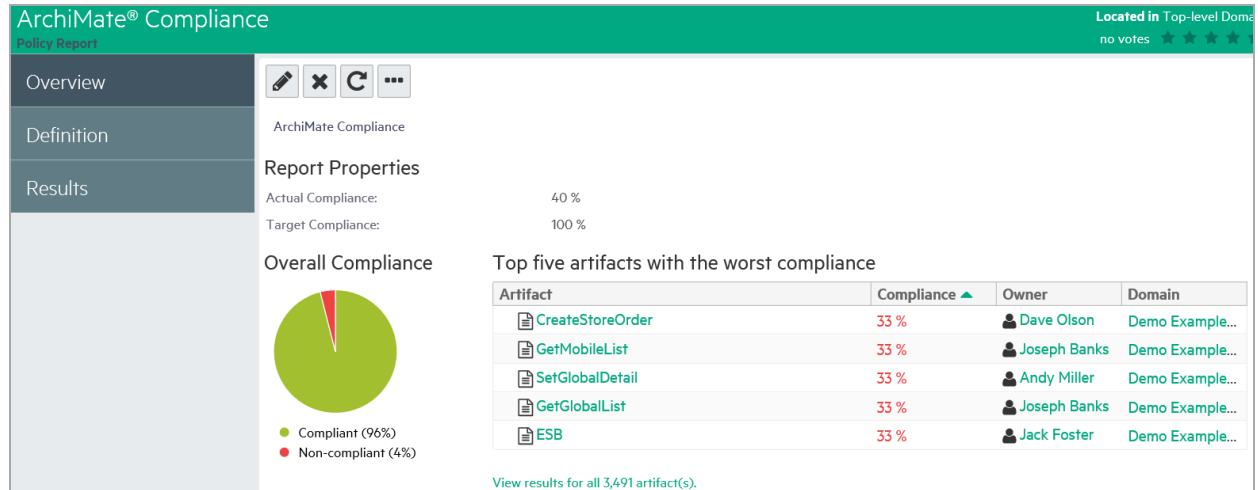 ArchiMate® Compliance
Policy Report
Located in Top-level Doma
no votes
Overview
Definition
Results
ArchiMate Compliance
Report Properties
Actual Compliance: 40 %
Target Compliance: 100 %
Overall Compliance
Compliant (96%)
Non-compliant (4%)
Top five artifacts with the worst compliance
Artifact Compliance Owner Domain
CreateStoreOrder 33 % Dave Olson Demo Example...
GetMobileList 33 % Joseph Banks Demo Example...
SetGlobalDetail 33 % Andy Miller Demo Example...
GetGlobalList 33 % Joseph Banks Demo Example...
ESB 33 % Jack Foster Demo Example...
View results for all 3,491 artifact(s).